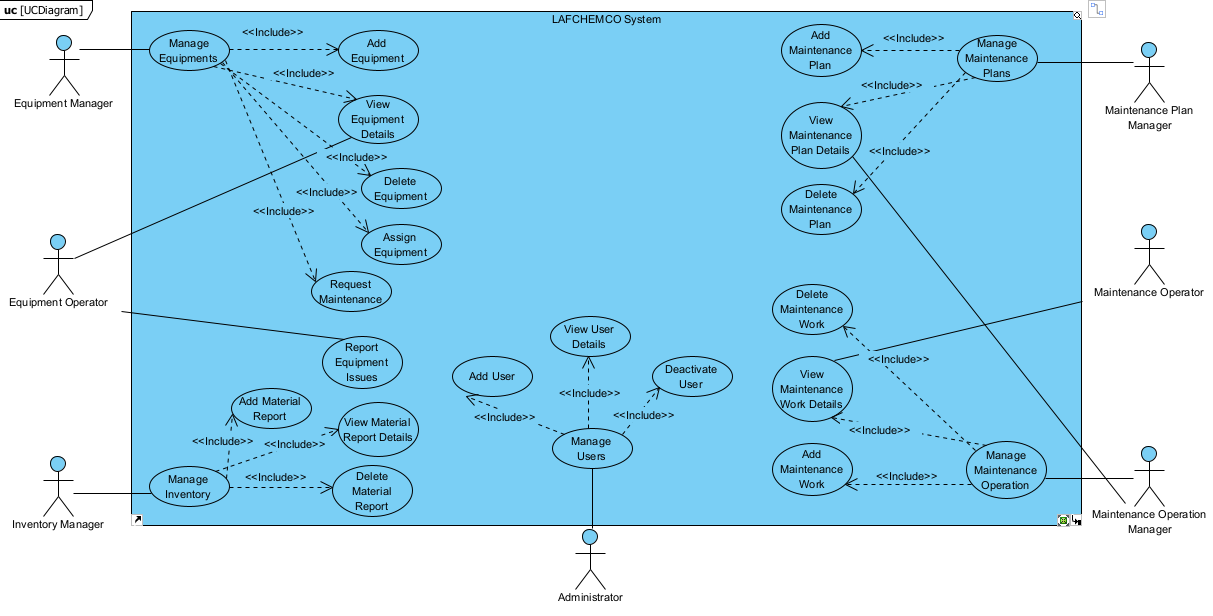 uc [UCDiagram]
LAFCHEMCO System
Equipment Manager
Manage
Equipments
<<Include>>
Add
Equipment
<<Include>>
View
Equipment
Details
<<Include>>
Delete
Equipment
<<Include>>
Assign
Equipment
<<Include>>
Request
Maintenance
Equipment Operator
Report
Equipment
Issues
Add Material
Report
<<Include>>
View Material
Report Details
<<Include>>
Manage
Inventory
<<Include>>
Delete
Material
Report
Inventory Manager
View User
Details
Add User
Deactivate
User
<<Include>>
<<Include>>
<<Include>>
Manage
Users
Administrator
Add
Maintenance
Plan
<<Include>>
Manage
Maintenance
Plans
<<Include>>
View
Maintenance
Plan Details
<<Include>>
Delete
Maintenance
Plan
Maintenance Plan
Manager
Maintenance Operator
Delete
Maintenance
Work
<<Include>>
View
Maintenance
Work Details
<<Include>>
Add
Maintenance
Work
<<Include>>
Manage
Maintenance
Operation
Maintenance Operation
Manager